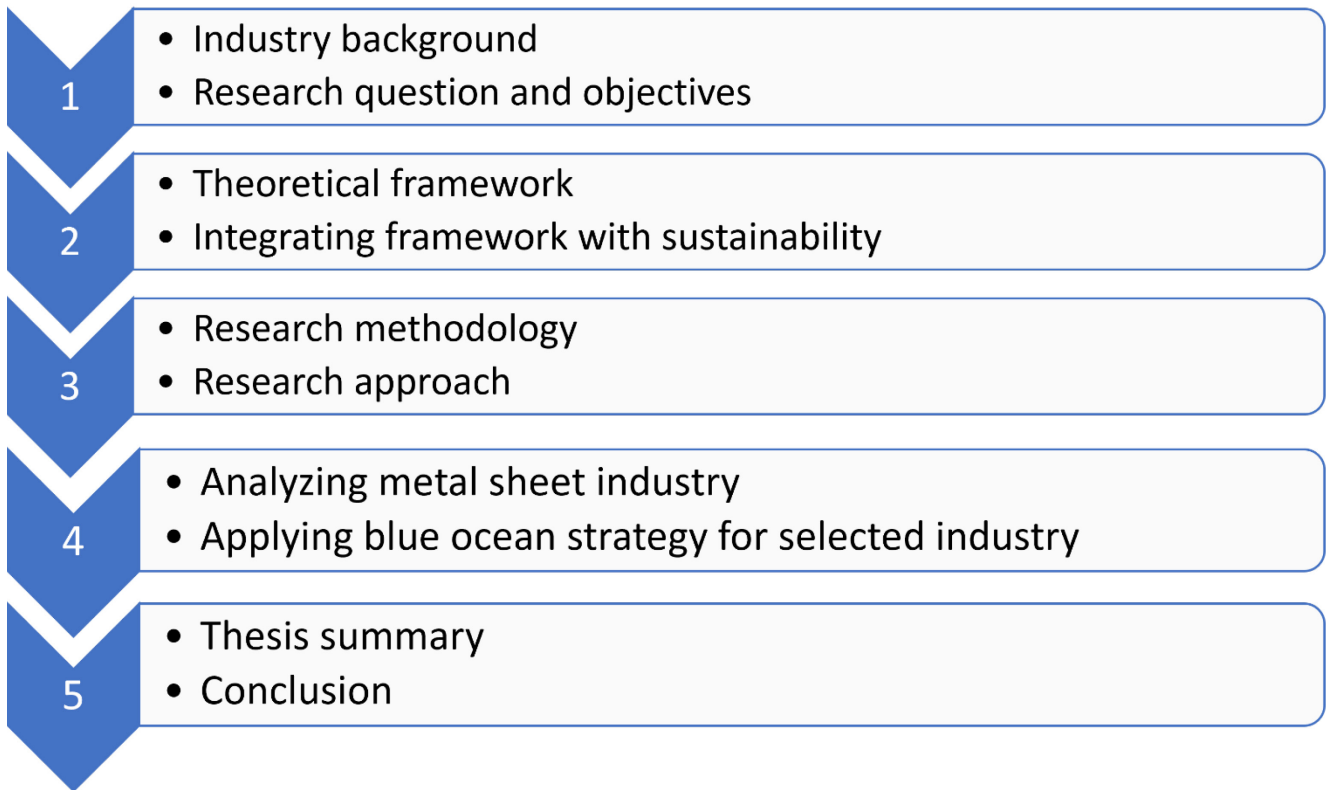 1
• Industry background
• Research question and objectives
2
• Theoretical framework
• Integrating framework with sustainability
3
• Research methodology
• Research approach
4
• Analyzing metal sheet industry
• Applying blue ocean strategy for selected industry
5
• Thesis summary
• Conclusion